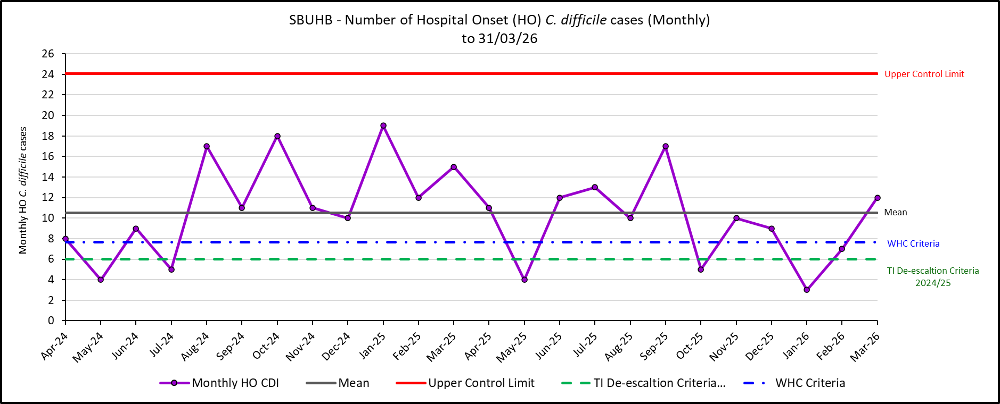 SBUHB - Number of Hospital Onset (HO) C. difficile cases (Monthly)
to 31/03/26
Monthly HO C. difficile cases
26
24
22
20
18
16
14
12
10
8
6
4
2
0
Upper Control Limit
Mean
WHC Criteria
TI De-escaltion Criteria
2024/25
Apr-24
May-24
Jun-24
Jul-24
Aug-24
Sep-24
Oct-24
Nov-24
Dec-24
Jan-25
Feb-25
Mar-25
Apr-25
May-25
Jun-25
Jul-25
Aug-25
Sep-25
Oct-25
Nov-25
Dec-25
Jan-26
Feb-26
Mar-26
Monthly HO CDI Mean Upper Control Limit TI De-escaltion Criteria... WHC Criteria